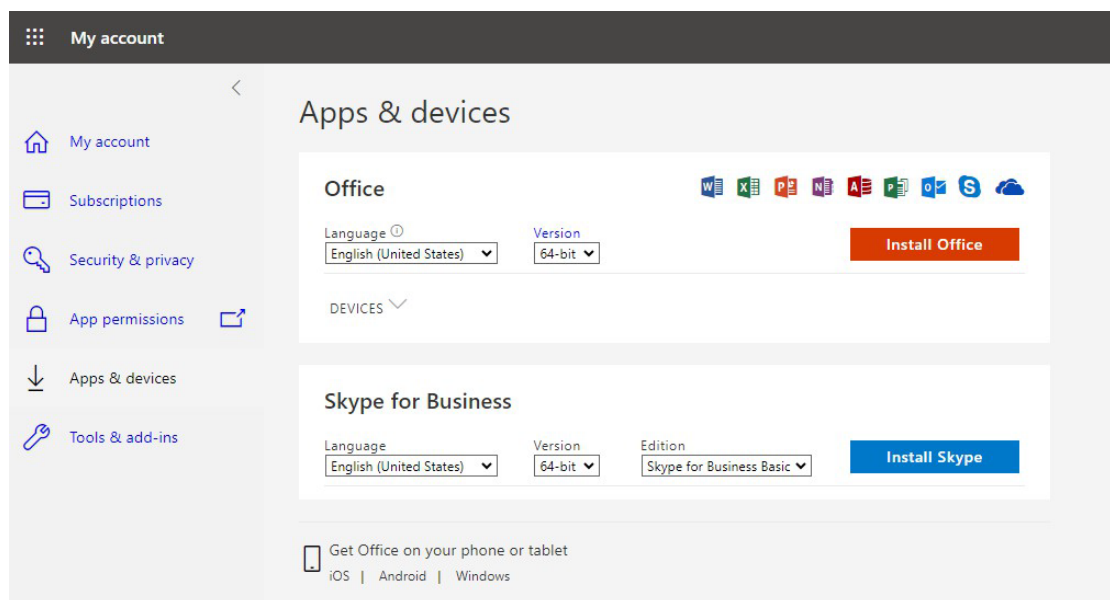 My account
My account
Subscriptions
Security & privacy
App permissions
Apps & devices
Tools & add-ins
Apps & devices
Office
Language
Version
English (United States)
64-bit
Install Office
DEVICES
Skype for Business
Language
Version
Edition
English (United States)
64-bit
Skype for Business Basic
Install Skype
Get Office on your phone or tablet
iOS | Android | Windows